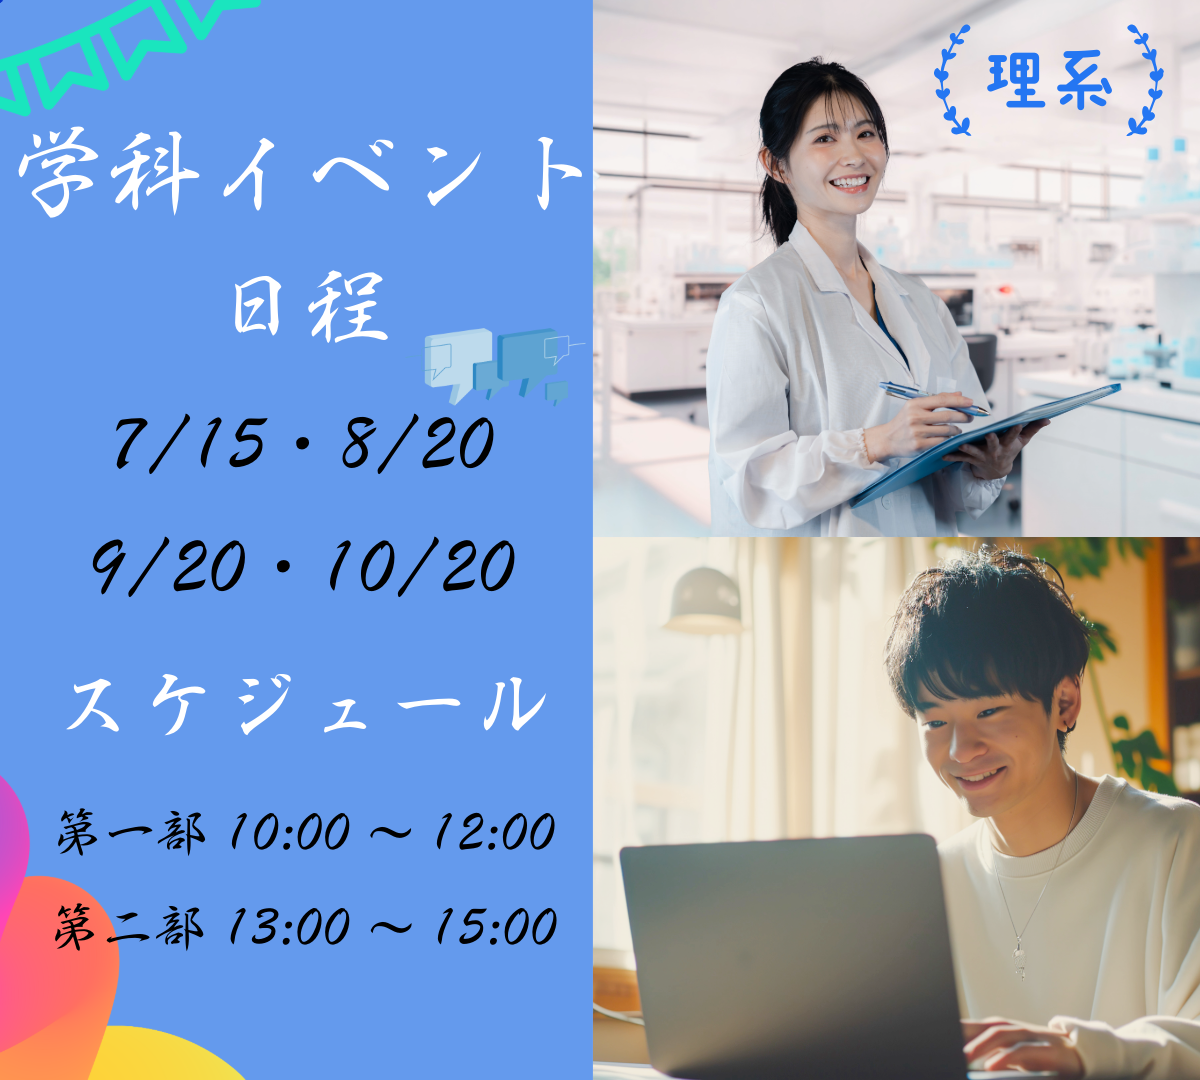 学科イベント
日程
7/15・8/20
9/20・10/20
スケジュール
第一部 10:00 〜 12:00
第二部 13:00 〜 15:00
理系